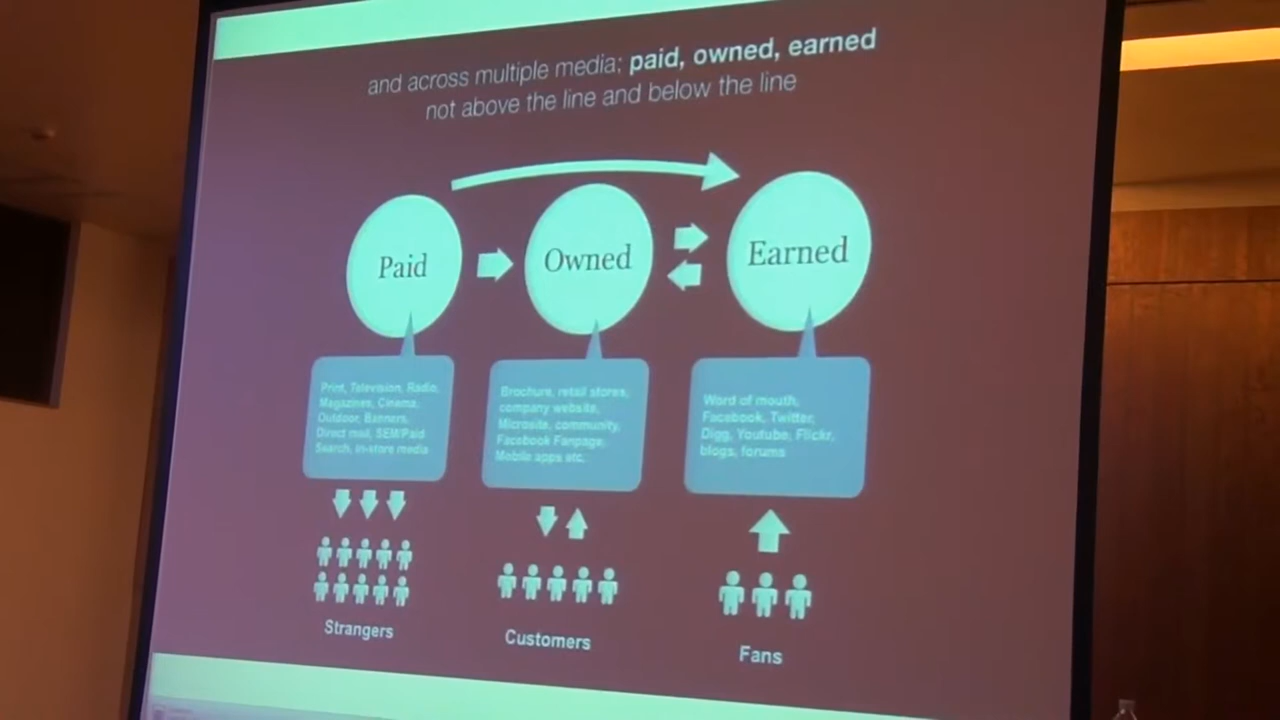 and across multiple media: paid, owned, earned
not above the line and below the line
Paid
Owned
Earned
Print, Television, Radio,
Magazines, Cinema,
Outdoor, Banners,
Direct mail, SEM/Paid
Search, in-store media
Brochure, retail stores,
company website,
Microsite, community,
Facebook Fanpage,
Mobile apps etc.
Word of mouth,
Facebook, Twitter,
Digg, Youtube, Flickr,
blogs, forums
Strangers
Customers
Fans